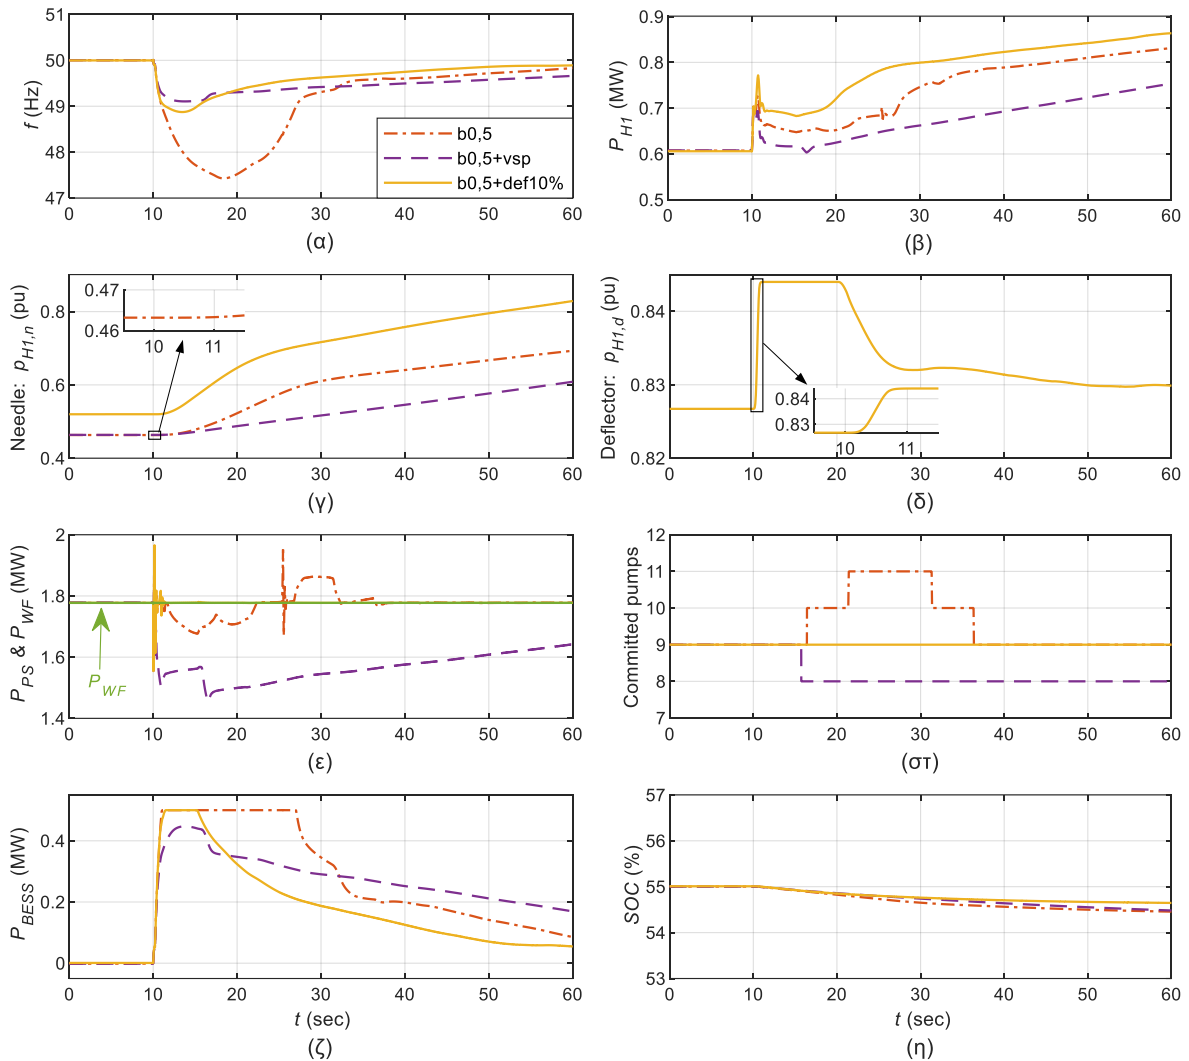 51
50
49
48
47
f (Hz)
0 10 20 30 40 50 60
(α)
b0,5
b0,5+vsp
b0,5+def10%
0.9
0.8
0.7
0.6
0.5
P_H1 (MW)
0 10 20 30 40 50 60
(β)
0.8
0.6
0.4
Needle: p_H1,n (pu)
0.47
0.46
10 11
0 10 20 30 40 50 60
(γ)
0.84
0.83
0.82
Deflector: p_H1,d (pu)
0.84
0.83
10 11
0 10 20 30 40 50 60
(δ)
2
1.8
1.6
1.4
P_PS & P_WF (MW)
P_WF
0 10 20 30 40 50 60
(ε)
12
11
10
9
8
7
Committed pumps
0 10 20 30 40 50 60
(στ)
0.4
0.2
0
P_BESS (MW)
0 10 20 30 40 50 60
t (sec)
(ζ)
57
56
55
54
53
SOC (%)
0 10 20 30 40 50 60
t (sec)
(η)